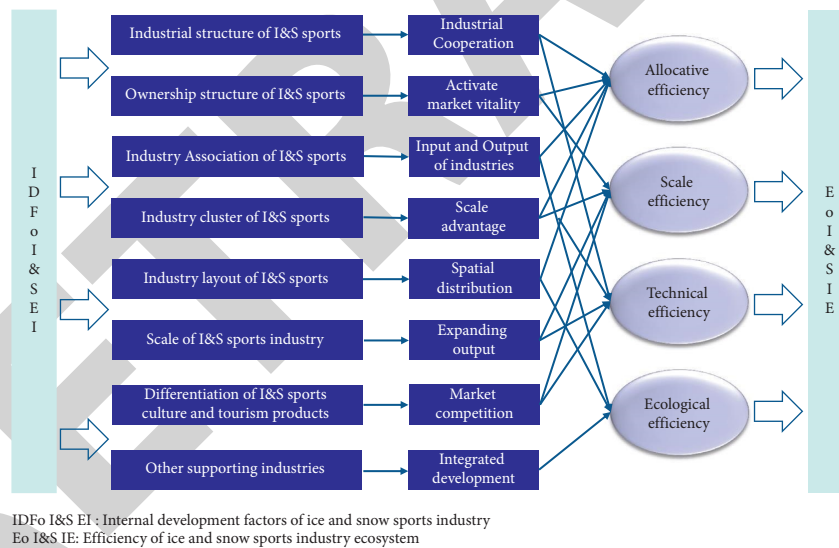 I
D
F
o
I
&
S
E
I
Industrial structure of I&S sports
Ownership structure of I&S sports
Industry Association of I&S sports
Industry cluster of I&S sports
Industry layout of I&S sports
Scale of I&S sports industry
Differentiation of I&S sports
culture and tourism products
Other supporting industries
Industrial
Cooperation
Activate
market vitality
Input and Output
of industries
Scale
advantage
Spatial
distribution
Expanding
output
Market
competition
Integrated
development
Allocative
efficiency
Scale
efficiency
Technical
efficiency
Ecological
efficiency
E
o
I
&
S
I
E
IDFo I&S EI : Internal development factors of ice and snow sports industry
Eo I&S IE: Efficiency of ice and snow sports industry ecosystem